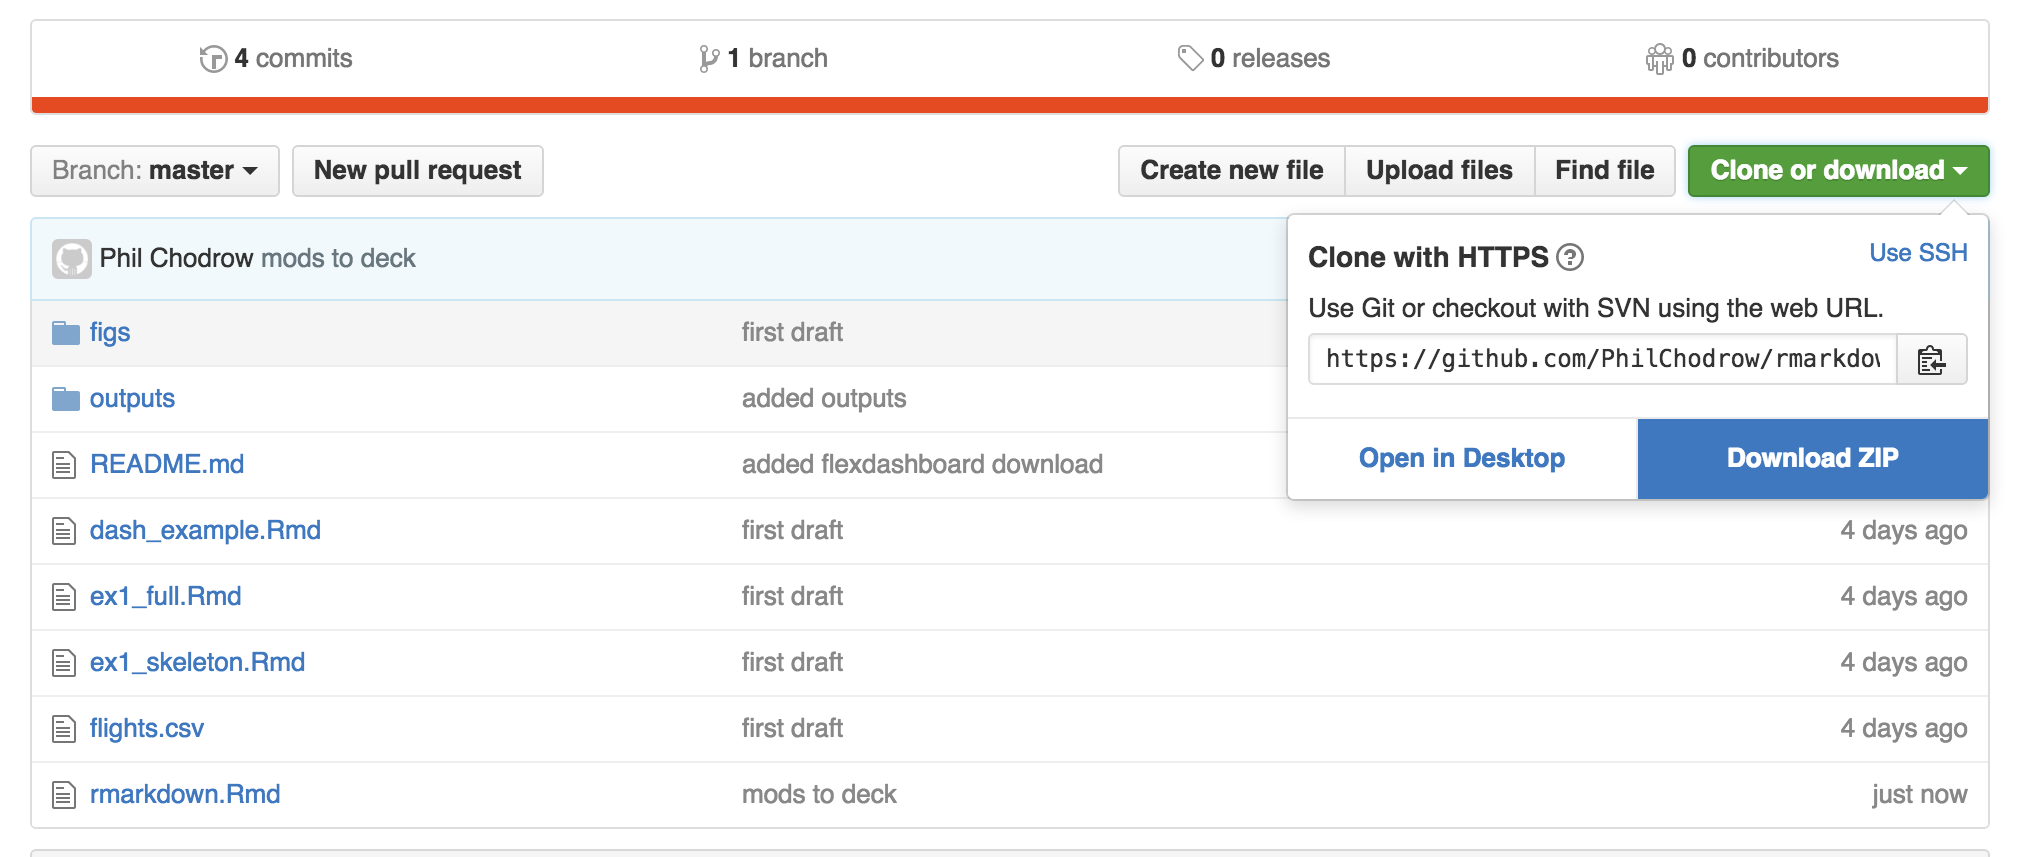 4 commits 1 branch 0 releases 0 contributors
Branch: master New pull request Create new file Upload files Find file Clone or download
Phil Chodrow mods to deck
Clone with HTTPS ? Use SSH
Use Git or checkout with SVN using the web URL.
https://github.com/PhilChodrow/rmarkdow
Open in Desktop Download ZIP
figs first draft
outputs added outputs
README.md added flexdashboard download
dash_example.Rmd first draft 4 days ago
ex1_full.Rmd first draft 4 days ago
ex1_skeleton.Rmd first draft 4 days ago
flights.csv first draft 4 days ago
rmarkdown.Rmd mods to deck just now